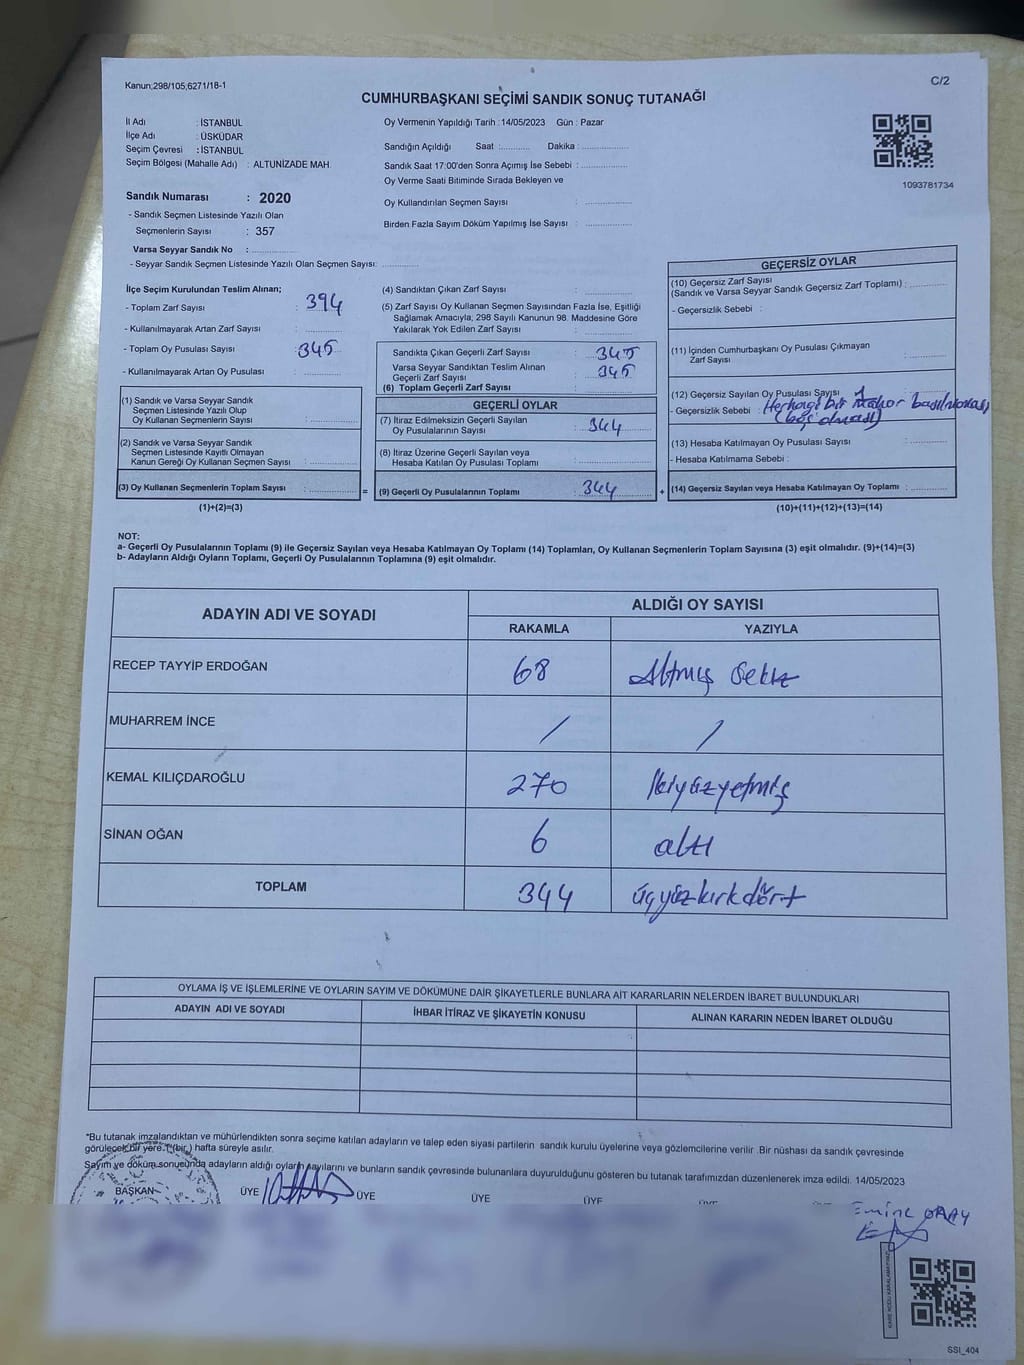 Kanun;298/105;6271/18-1
C/2
CUMHURBAŞKANI SEÇİMİ SANDIK SONUÇ TUTANAĞI
İl Adı : İSTANBUL
İlçe Adı : ÜSKÜDAR
Seçim Çevresi : İSTANBUL
Seçim Bölgesi (Mahalle Adı) : ALTUNİZADE MAH.
Sandık Numarası : 2020
- Sandık Seçmen Listesinde Yazılı Olan
Seçmenlerin Sayısı : 357
Varsa Seyyar Sandık No :
- Seyyar Sandık Seçmen Listesinde Yazılı Olan Seçmen Sayısı:
Oy Vermenin Yapıldığı Tarih : 14/05/2023 Gün : Pazar
Sandığın Açıldığı Saat : Dakika :
Sandık Saat 17:00'den Sonra Açımış İse Sebebi :
Oy Verme Saati Bitiminde Sırada Bekleyen ve
Oy Kullandırılan Seçmen Sayısı :
Birden Fazla Sayım Döküm Yapılmış İse Sayısı :
1093781734
İlçe Seçim Kurulundan Teslim Alınan;
- Toplam Zarf Sayısı : 394
- Kullanılmayarak Artan Zarf Sayısı :
- Toplam Oy Pusulası Sayısı : 345
- Kullanılmayarak Artan Oy Pusulası :
(1) Sandık ve Varsa Seyyar Sandık
Seçmen Listesinde Yazılı Olup
Oy Kullanan Seçmenlerin Sayısı :
(2) Sandık ve Varsa Seyyar Sandık
Seçmen Listesinde Kayıtlı Olmayan
Kanun Gereği Oy Kullanan Seçmen Sayısı :
(3) Oy Kullanan Seçmenlerin Toplam Sayısı :
(1)+(2)=(3)
(4) Sandıktan Çıkan Zarf Sayısı :
(5) Zarf Sayısı Oy Kullanan Seçmen Sayısından Fazla İse, Eşitliği
Sağlamak Amacıyla; 298 Sayılı Kanunun 98. Maddesine Göre
Yakılarak Yok Edilen Zarf Sayısı :
Sandıkta Çıkan Geçerli Zarf Sayısı : 345
Varsa Seyyar Sandıktan Teslim Alınan
Geçerli Zarf Sayısı : 345
(6) Toplam Geçerli Zarf Sayısı :
GEÇERLİ OYLAR
(7) İtiraz Edilmeksizin Geçerli Sayılan
Oy Pusulalarının Sayısı : 344
(8) İtiraz Üzerine Geçerli Sayılan veya
Hesaba Katılan Oy Pusulası Toplamı :
= (9) Geçerli Oy Pusulalarının Toplamı : 344
GEÇERSİZ OYLAR
(10) Geçersiz Zarf Sayısı
(Sandık ve Varsa Seyyar Sandık Geçersiz Zarf Toplamı) :
- Geçersizlik Sebebi :
(11) İçinden Cumhurbaşkanı Oy Pusulası Çıkmayan
Zarf Sayısı :
(12) Geçersiz Sayılan Oy Pusulası Sayısı : 1
- Geçersizlik Sebebi : Herhangi bir
(boş olması)
(13) Hesaba Katılmayan Oy Pusulası Sayısı :
- Hesaba Katılmama Sebebi :
+ (14) Geçersiz Sayılan veya Hesaba Katılmayan Oy Toplamı :
(10)+(11)+(12)+(13)=(14)
NOT:
a- Geçerli Oy Pusulalarının Toplamı (9) ile Geçersiz Sayılan veya Hesaba Katılmayan Oy Toplamı (14) Toplamları, Oy Kullanan Seçmenlerin Toplam Sayısına (3) eşit olmalıdır. (9)+(14)=(3)
b- Adayların Aldığı Oyların Toplamı, Geçerli Oy Pusulalarının Toplamına (9) eşit olmalıdır.
ADAYIN ADI VE SOYADI
ALDIĞI OY SAYISI
RAKAMLA YAZIYLA
RECEP TAYYİP ERDOĞAN 68 Altmış Sekiz
MUHARREM İNCE / /
KEMAL KILIÇDAROĞLU 270 İkiyüzyetmiş
SİNAN OĞAN 6 altı
TOPLAM 344 üçyüzkırkdört
OYLAMA İŞ VE İŞLEMLERİNE VE OYLARIN SAYIM VE DÖKÜMÜNE DAİR ŞİKAYETLERLE BUNLARA AİT KARARLARIN NELERDEN İBARET BULUNDUKLARI
ADAYIN ADI VE SOYADI İHBAR İTİRAZ VE ŞİKAYETİN KONUSU ALINAN KARARIN NEDEN İBARET OLDUĞU
*Bu tutanak imzalandıktan ve mühürlendikten sonra seçime katılan adayların ve talep eden siyasi partilerin sandık kurulu üyelerine veya gözlemcilerine verilir .Bir nüshası da sandık çevresinde
görülecek bir yere 1 (bir ) hafta süreyle asılır.
Sayım ve döküm sonucunda adayların aldığı oyların sayılarını ve bunların sandık çevresinde bulunanlara duyurulduğunu gösteren bu tutanak tarafımızdan düzenlenerek imza edildi. 14/05/2023
BAŞKAN ÜYE ÜYE ÜYE ÜYE
Emine
SSI_404